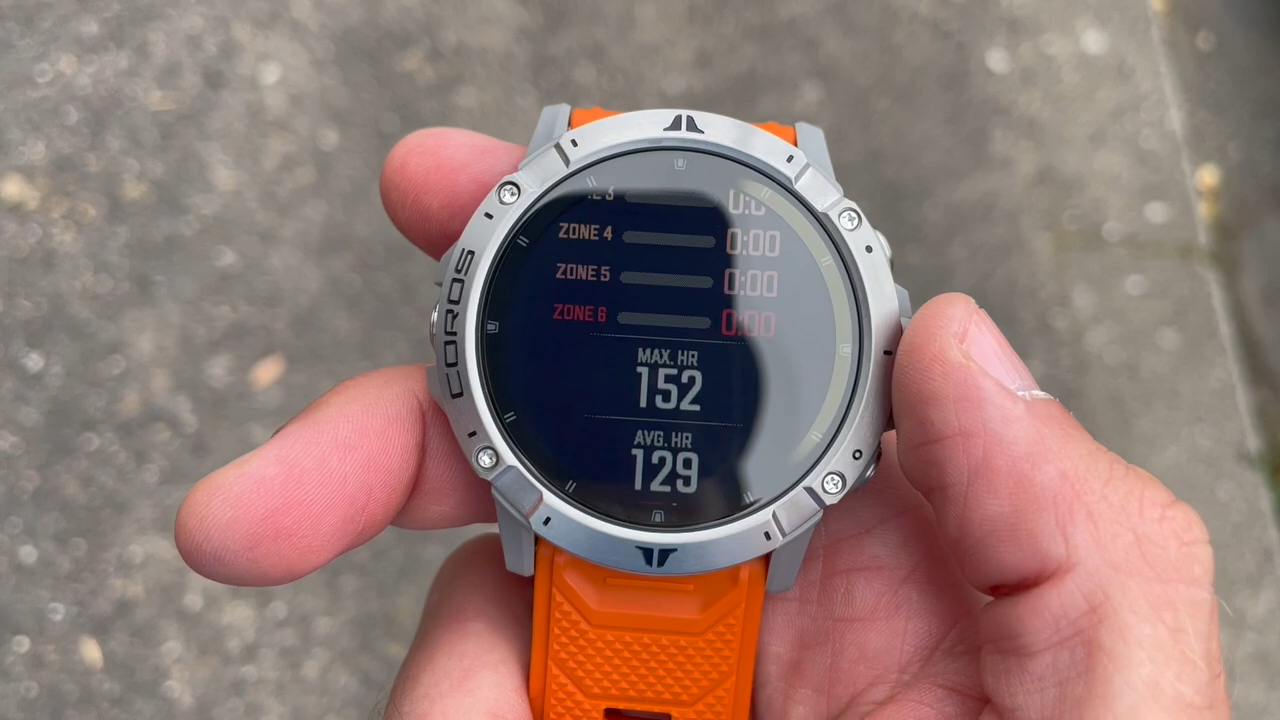 COROS
ZONE 4 0:00
ZONE 5 0:00
ZONE 6 0:00
MAX. HR
152
AVG. HR
129